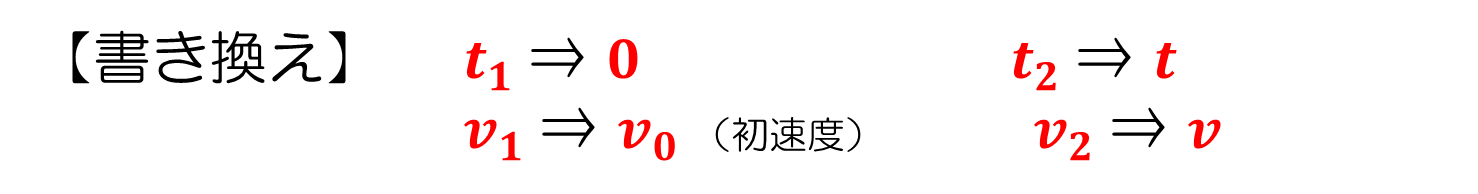 【書き換え】 t₁ ⇒ 0 t₂ ⇒ t
v₁ ⇒ v₀ （初速度） v₂ ⇒ v